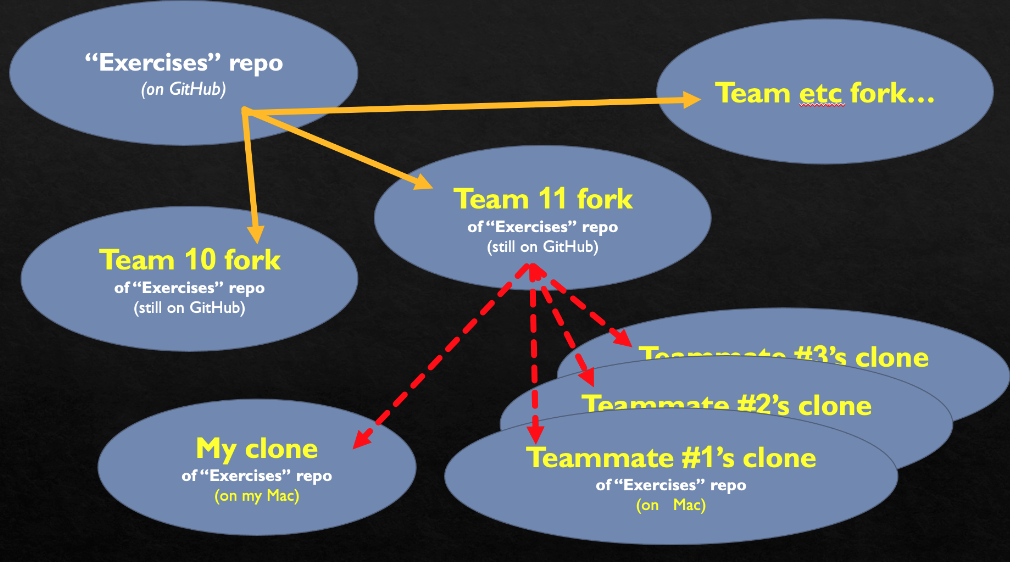 “Exercises” repo
(on GitHub)
Team etc fork…
Team 11 fork
of “Exercises” repo
(still on GitHub)
Team 10 fork
of “Exercises” repo
(still on GitHub)
Teammate #3’s clone
Teammate #2’s clone
My clone
of “Exercises” repo
(on my Mac)
Teammate #1’s clone
of “Exercises” repo
(on   Mac)